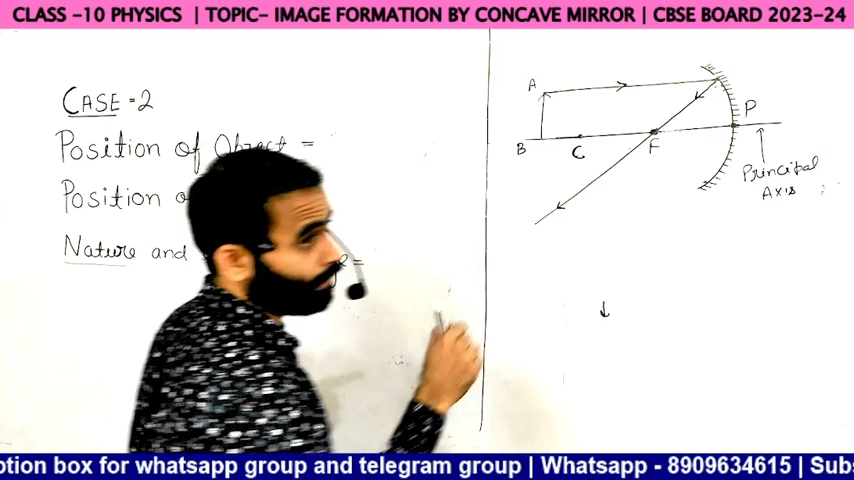 CLASS -10 PHYSICS | TOPIC- IMAGE FORMATION BY CONCAVE MIRROR | CBSE BOARD 2023-24
CASE = 2
Position of Object =
Position
Nature and
A
B
C
F
P
Principal
Axis
ption box for whatsapp group and telegram group | Whatsapp - 8909634615 | Subs